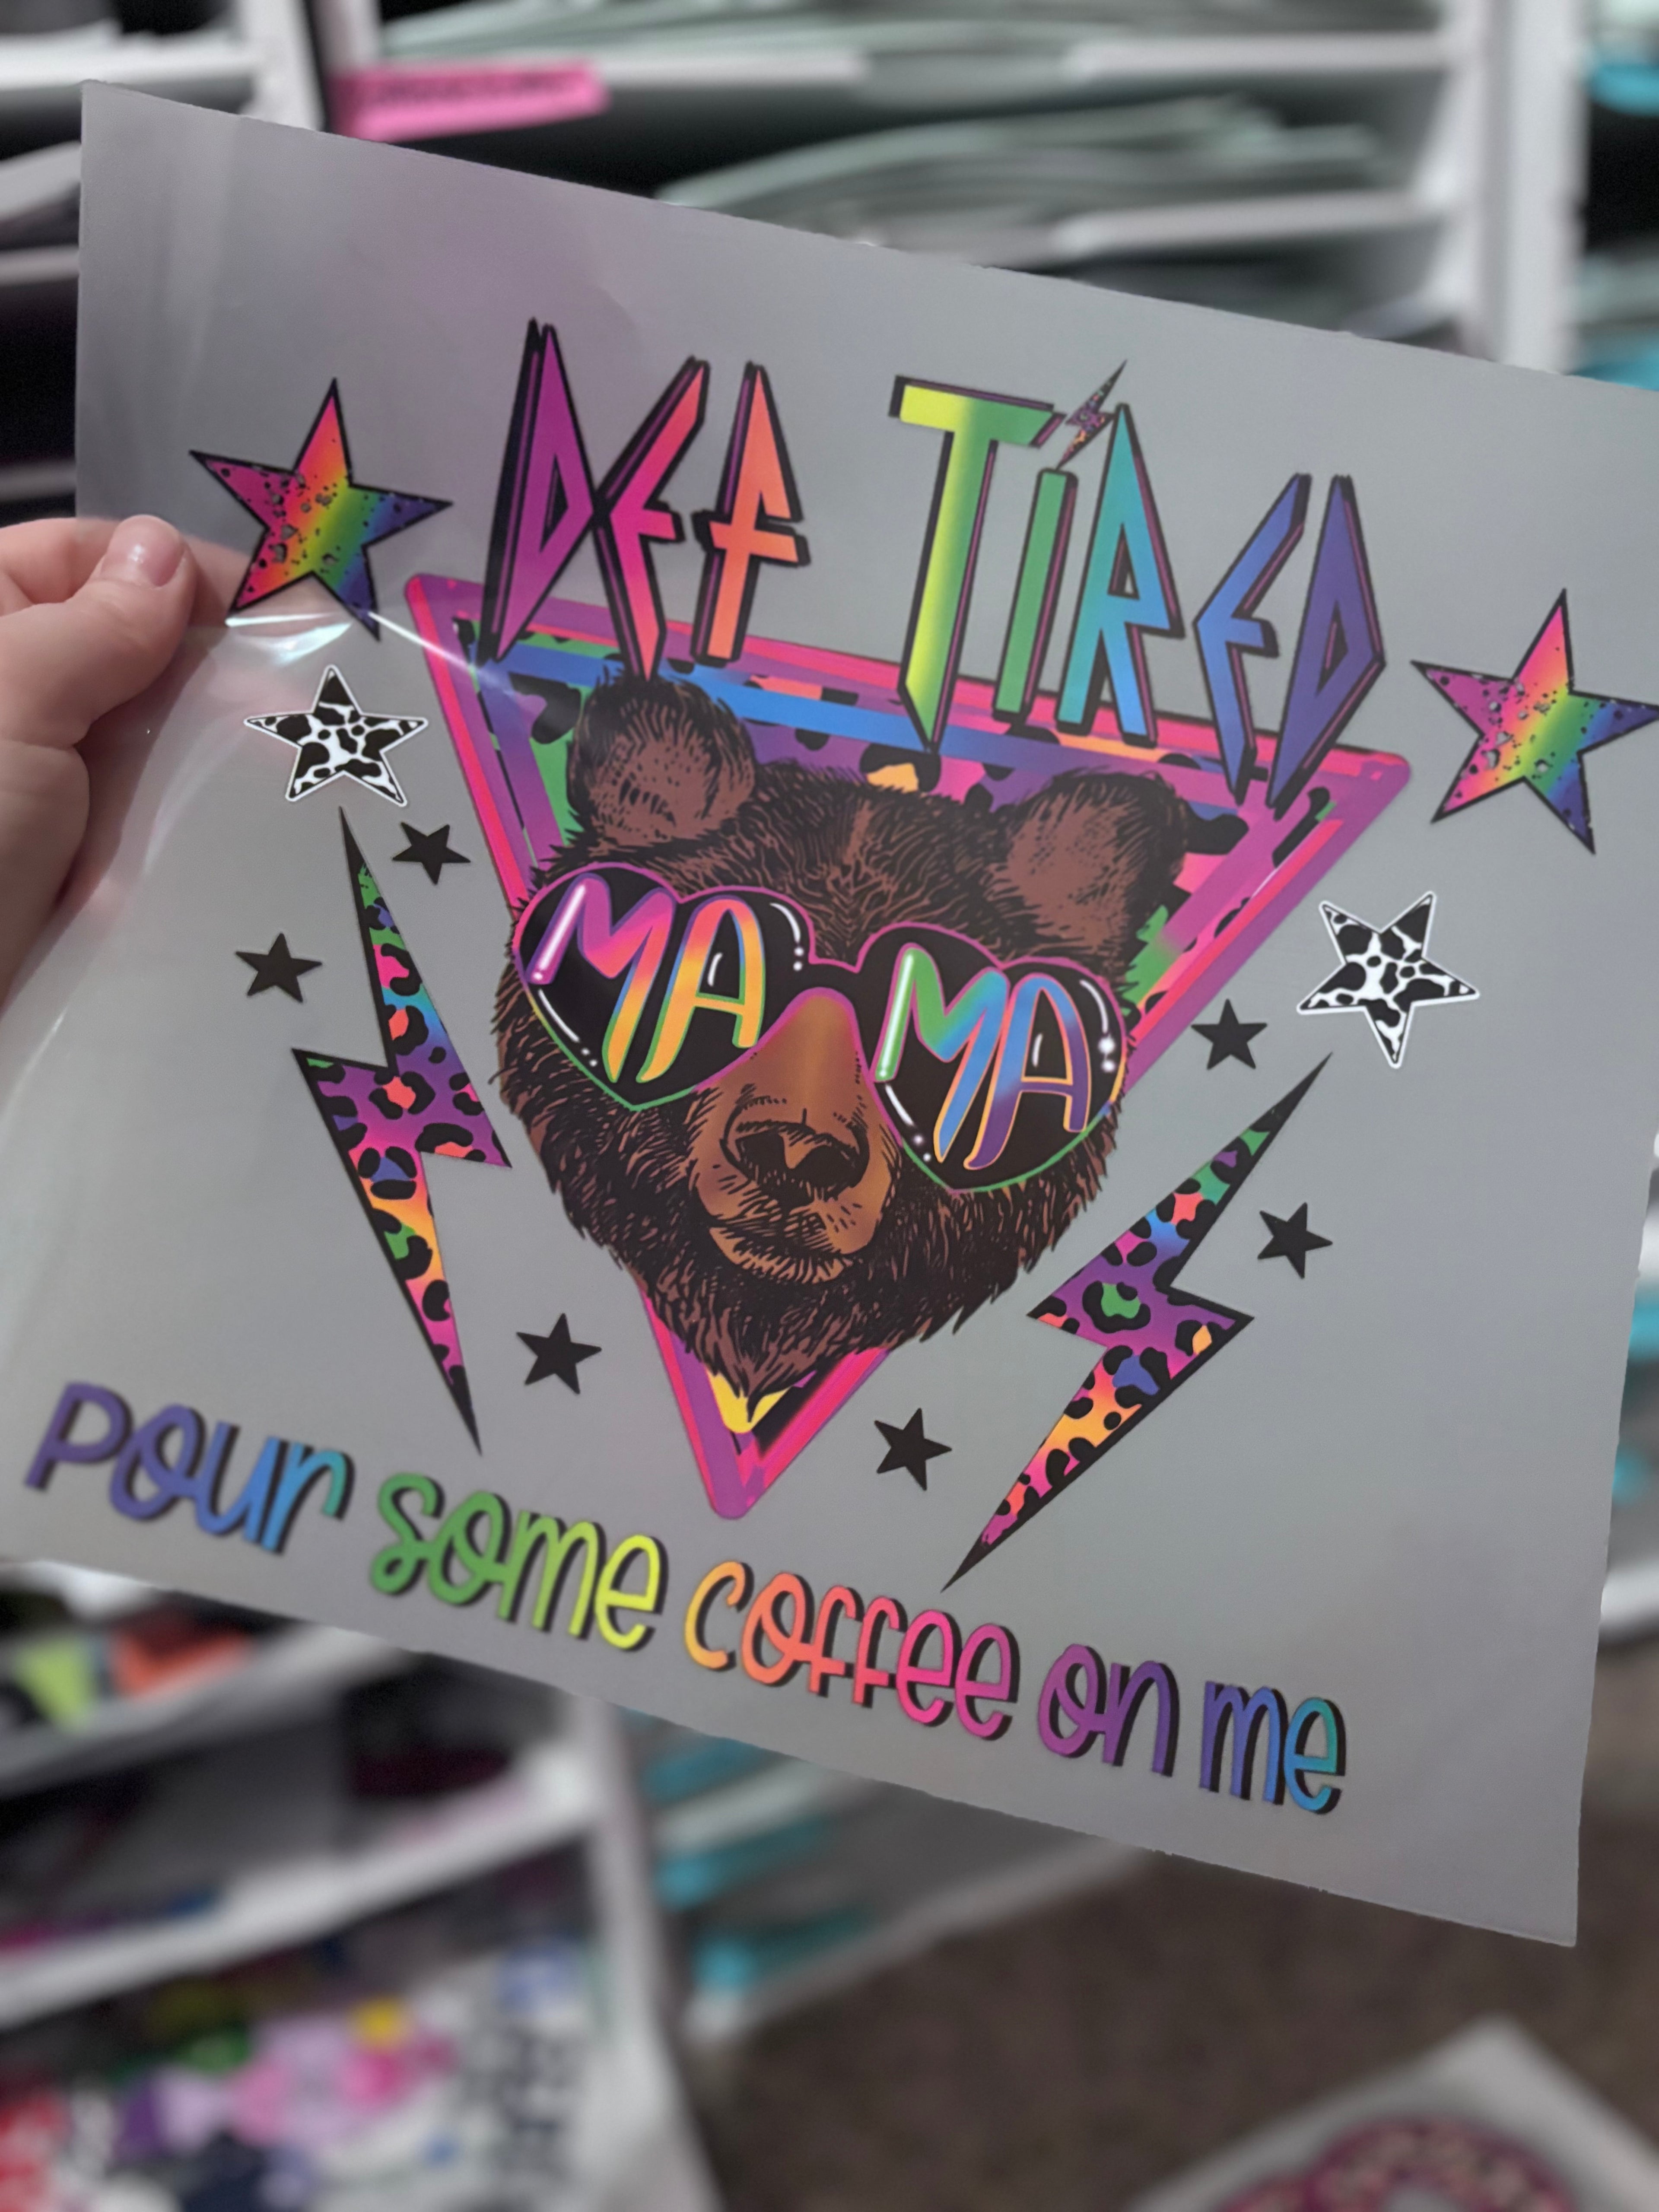 DEF TIRED
MA MA
Pour some coffee on me